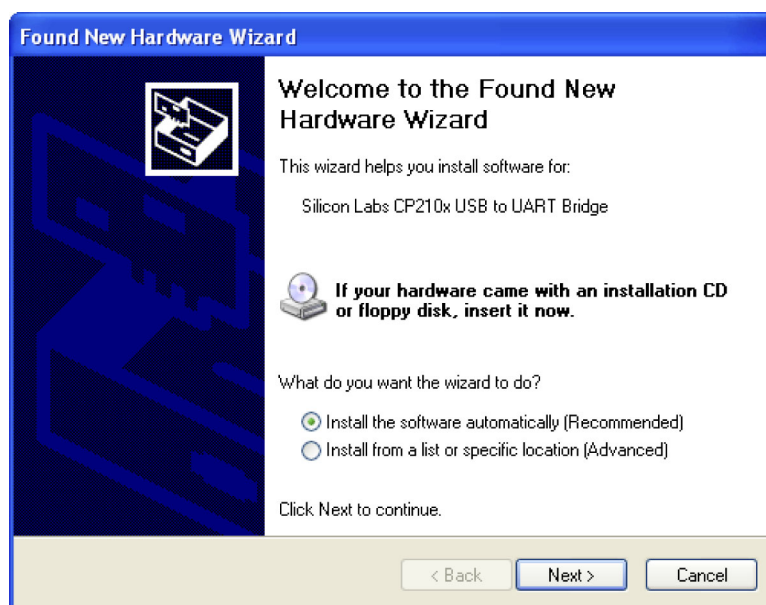 Found New Hardware Wizard
Welcome to the Found New
Hardware Wizard
This wizard helps you install software for:
Silicon Labs CP210x USB to UART Bridge
If your hardware came with an installation CD
or floppy disk, insert it now.
What do you want the wizard to do?
Install the software automatically (Recommended)
Install from a list or specific location (Advanced)
Click Next to continue.
< Back Next > Cancel